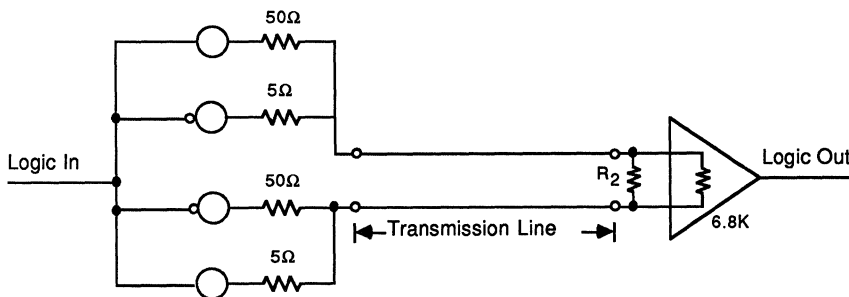 50Ω
5Ω
Logic In
50Ω
5Ω
Transmission Line
R2
6.8K
Logic Out